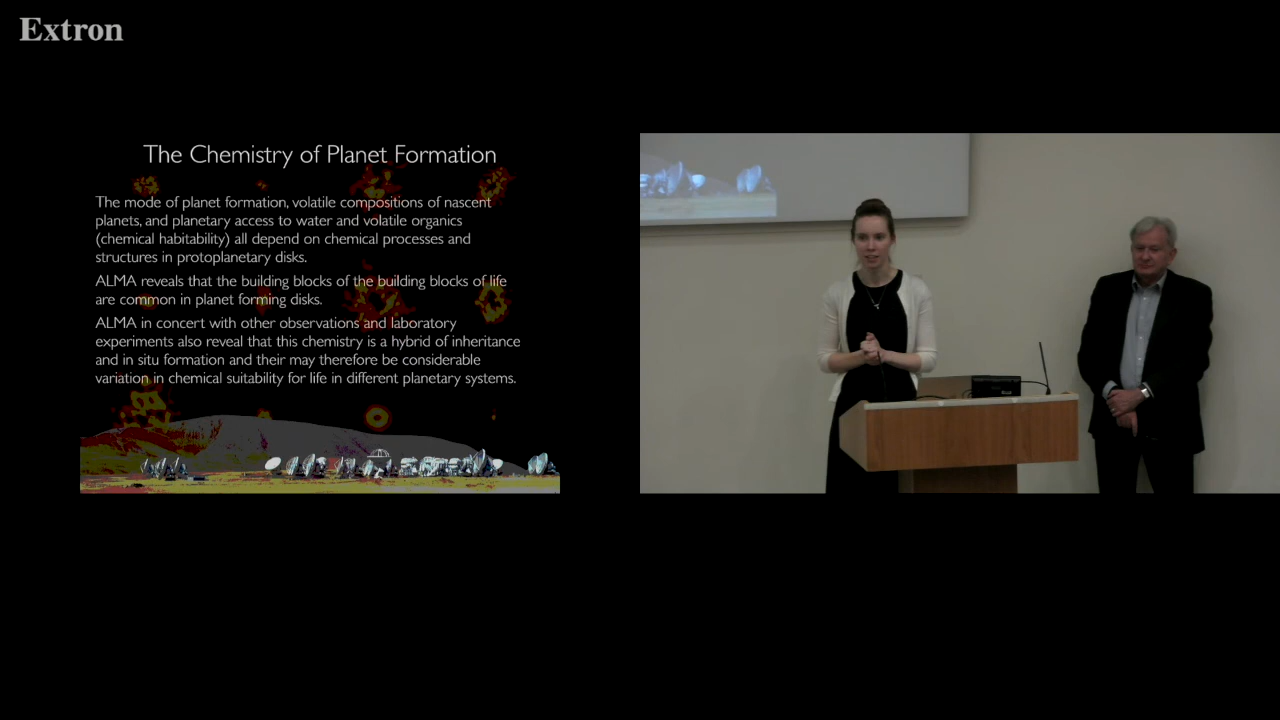 Extron
The Chemistry of Planet Formation
The mode of planet formation, volatile compositions of nascent
planets, and planetary access to water and volatile organics
(chemical habitability) all depend on chemical processes and
structures in protoplanetary disks.
ALMA reveals that the building blocks of the building blocks of life
are common in planet forming disks.
ALMA in concert with other observations and laboratory
experiments also reveal that this chemistry is a hybrid of inheritance
and in situ formation and their may therefore be considerable
variation in chemical suitability for life in different planetary systems.